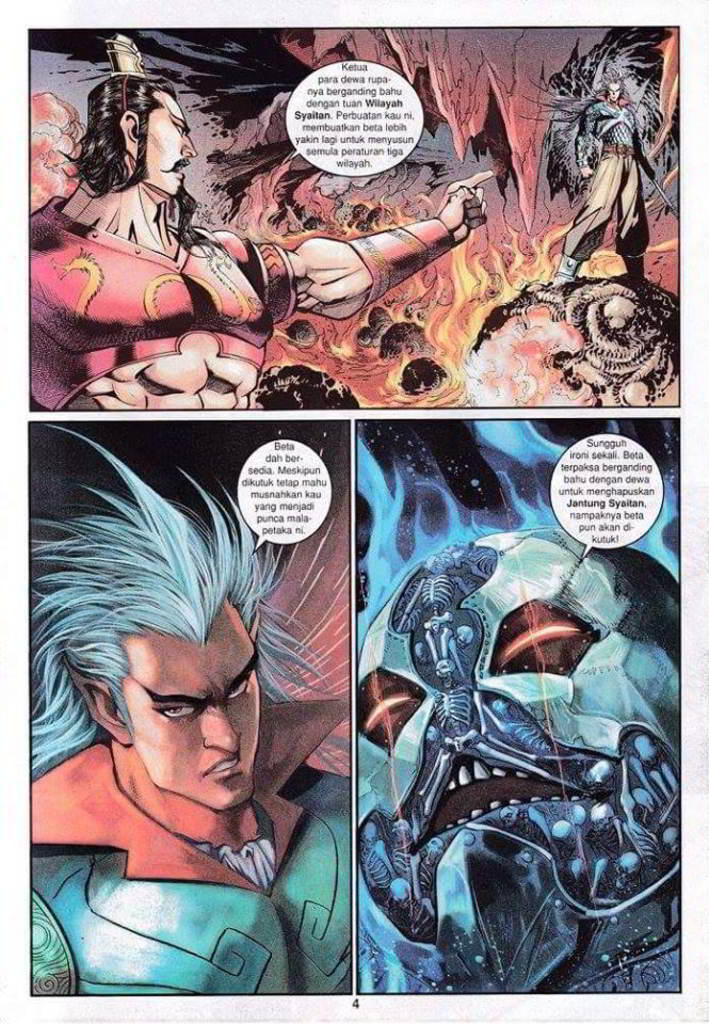 Ketua
para dewa rupa-
nya berganding bahu
dengan tuan Wilayah
Syaitan. Perbuatan kau ni,
membuatkan beta lebih
yakin lagi untuk menyusun
semula peraturan tiga
wilayah.
Beta
dah ber-
sedia. Meskipun
dikutuk tetap mahu
musnahkan kau
yang menjadi
punca mala-
petaka ni.
Sungguh
ironi sekali. Beta
terpaksa berganding
bahu dengan dewa
untuk menghapuskan
Jantung Syaitan,
nampaknya beta
pun akan di-
kutuk!
4